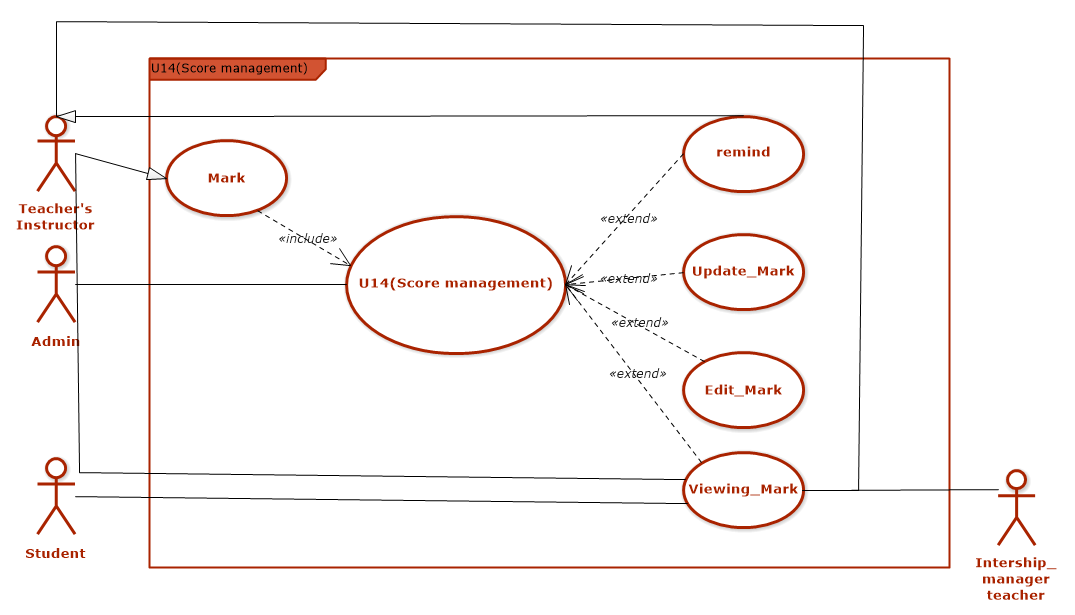 U14(Score management)
remind
Mark
Teacher's
Instructor
«extend»
«include»
Update_Mark
«extend»
U14(Score management)
«extend»
Admin
«extend»
Edit_Mark
Viewing_Mark
Student
Intership_
manager
teacher